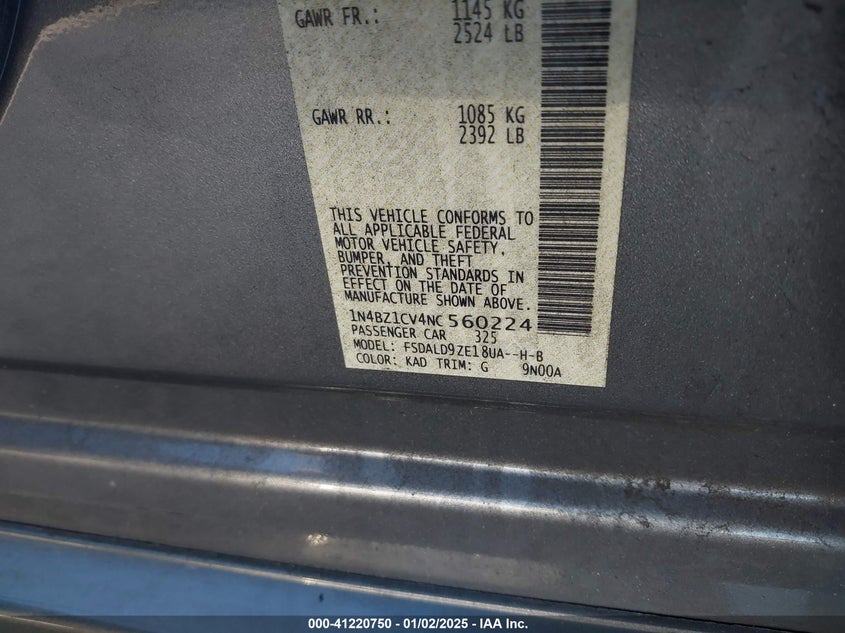 GAWR FR.: 1145 KG
2524 LB
GAWR RR.: 1085 KG
2392 LB
THIS VEHICLE CONFORMS TO
ALL APPLICABLE FEDERAL
MOTOR VEHICLE SAFETY,
BUMPER, AND THEFT
PREVENTION STANDARDS IN
EFFECT ON THE DATE OF
MANUFACTURE SHOWN ABOVE.
1N4BZ1CV4NC560224
PASSENGER CAR 325
MODEL: FSDALD9ZE18UA--H-B
COLOR: KAD TRIM: G 9N00A
000-41220750 - 01/02/2025 - IAA Inc.